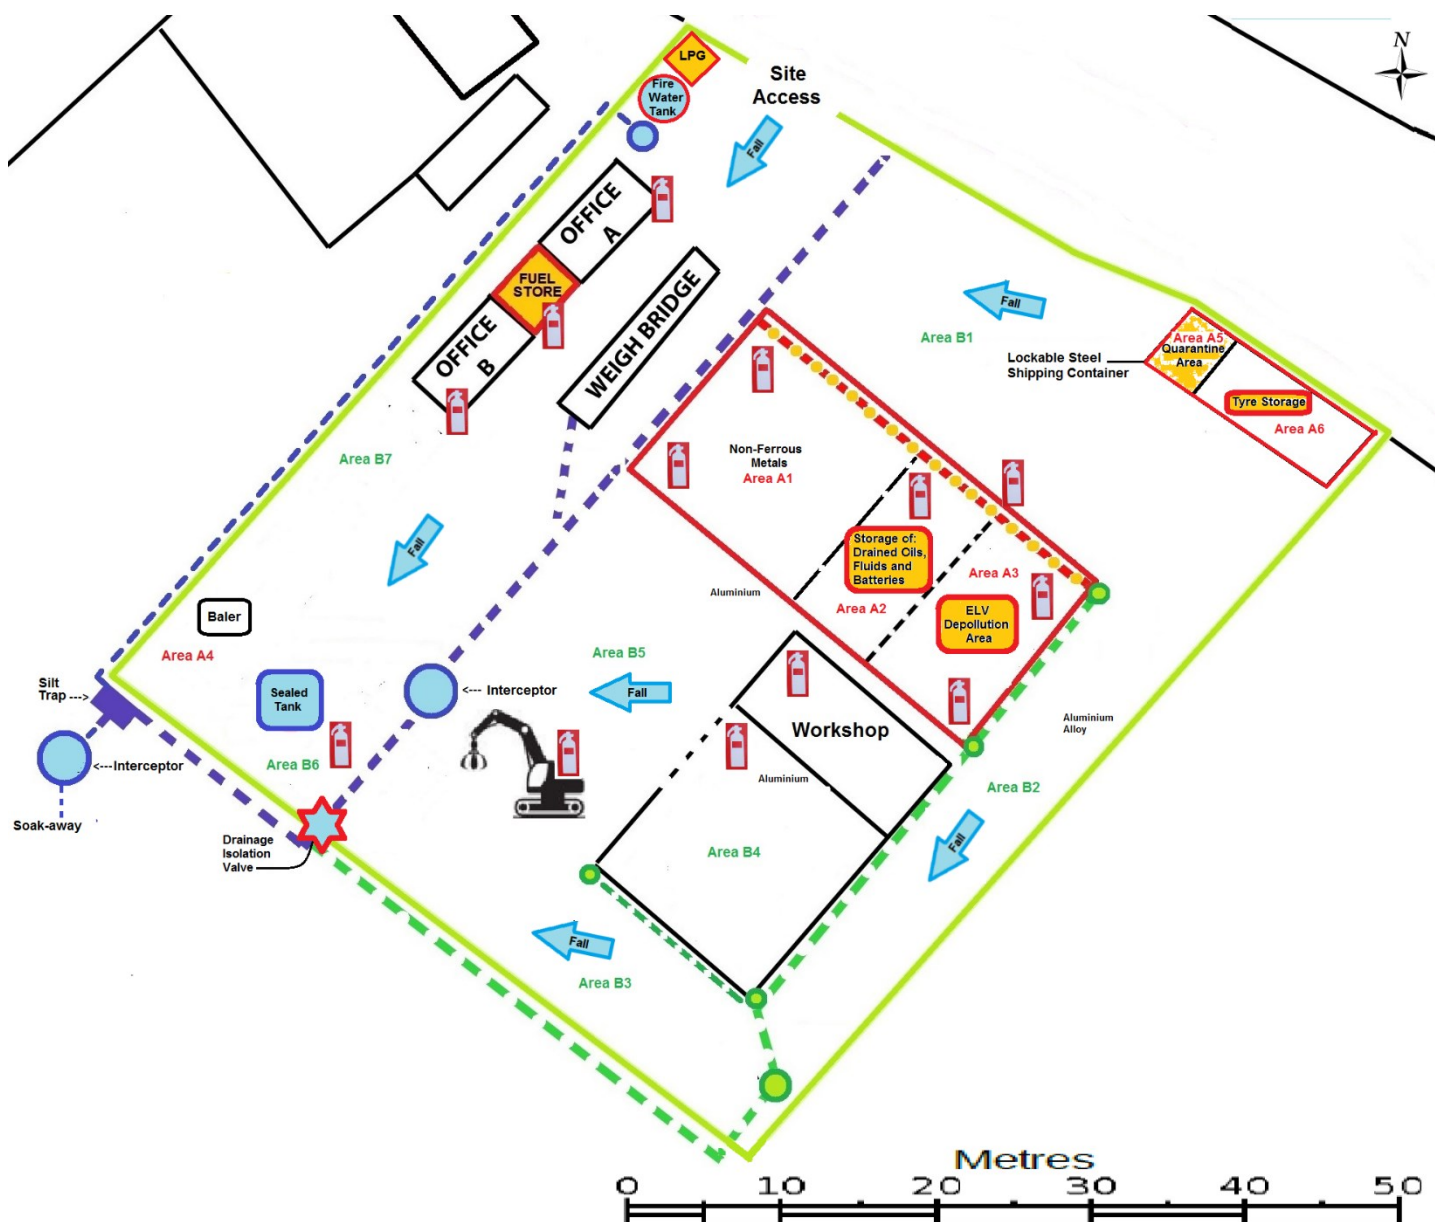 N
LPG
Fire
Water
Tank
Site
Access
Fall
OFFICE
A
FUEL
STORE
OFFICE
B
WEIGH BRIDGE
Fall
Area B1
Lockable Steel
Shipping Container
Area A5
Quarantine
Area
Tyre Storage
Area A6
Area B7
Non-Ferrous
Metals
Area A1
Fall
Storage of:
Drained Oils,
Fluids and
Batteries
Area A2
Area A3
ELV
Depollution
Area
Aluminium
Baler
Area A4
Silt
Trap --->
Sealed
Tank
<--- Interceptor
Area B5
Fall
Workshop
Aluminium
Aluminium
Alloy
<---Interceptor
Area B6
Soak-away
Drainage
Isolation
Valve
Area B2
Fall
Area B4
Fall
Area B3
Metres
0 10 20 30 40 50